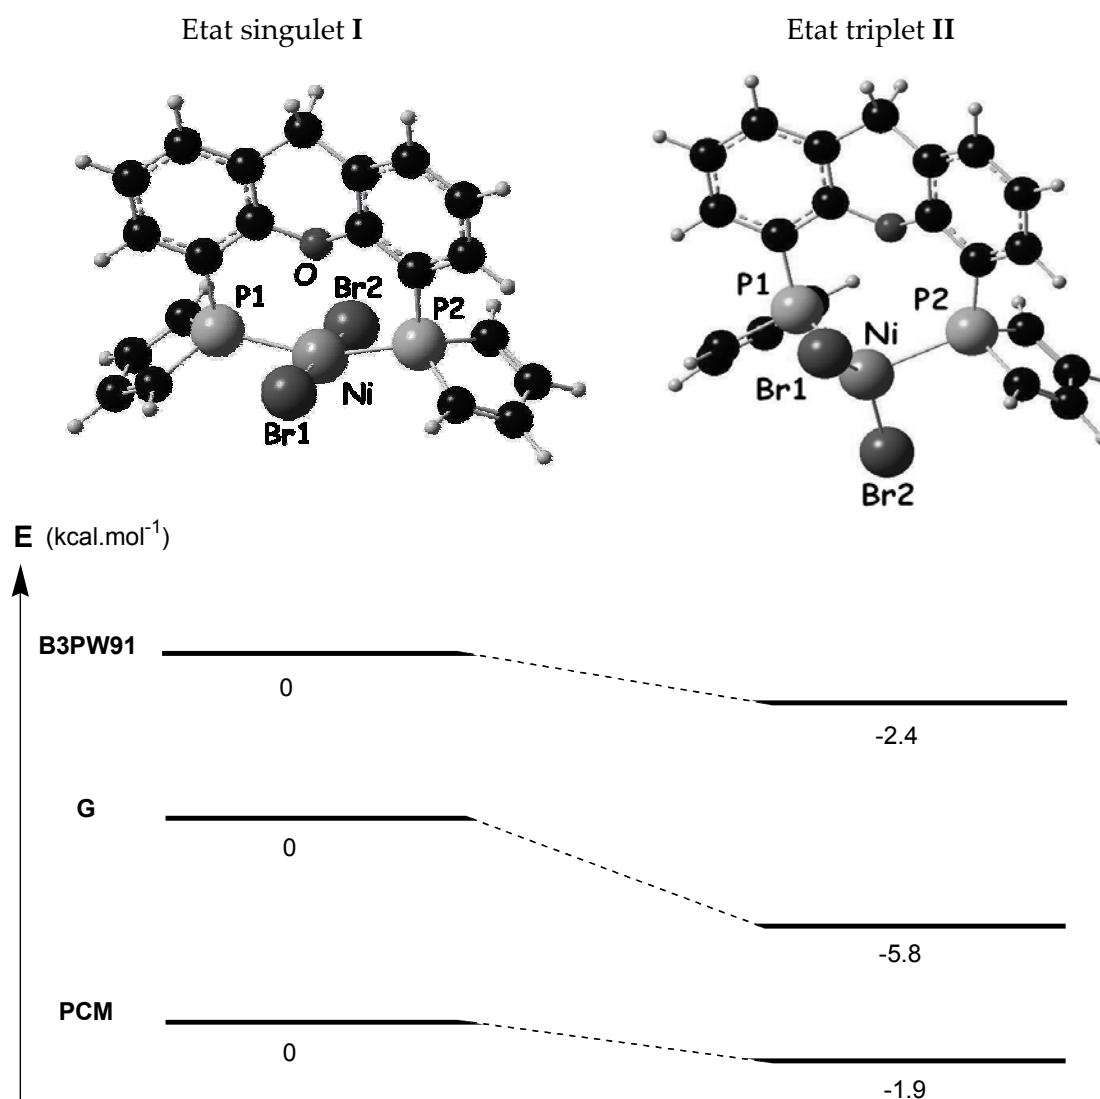 Etat singulet I
Etat triplet II
O
P1
Br2
P2
Ni
Br1
P1
P2
Ni
Br1
Br2
E (kcal.mol⁻¹)
B3PW91
0
-2.4
G
0
-5.8
PCM
0
-1.9